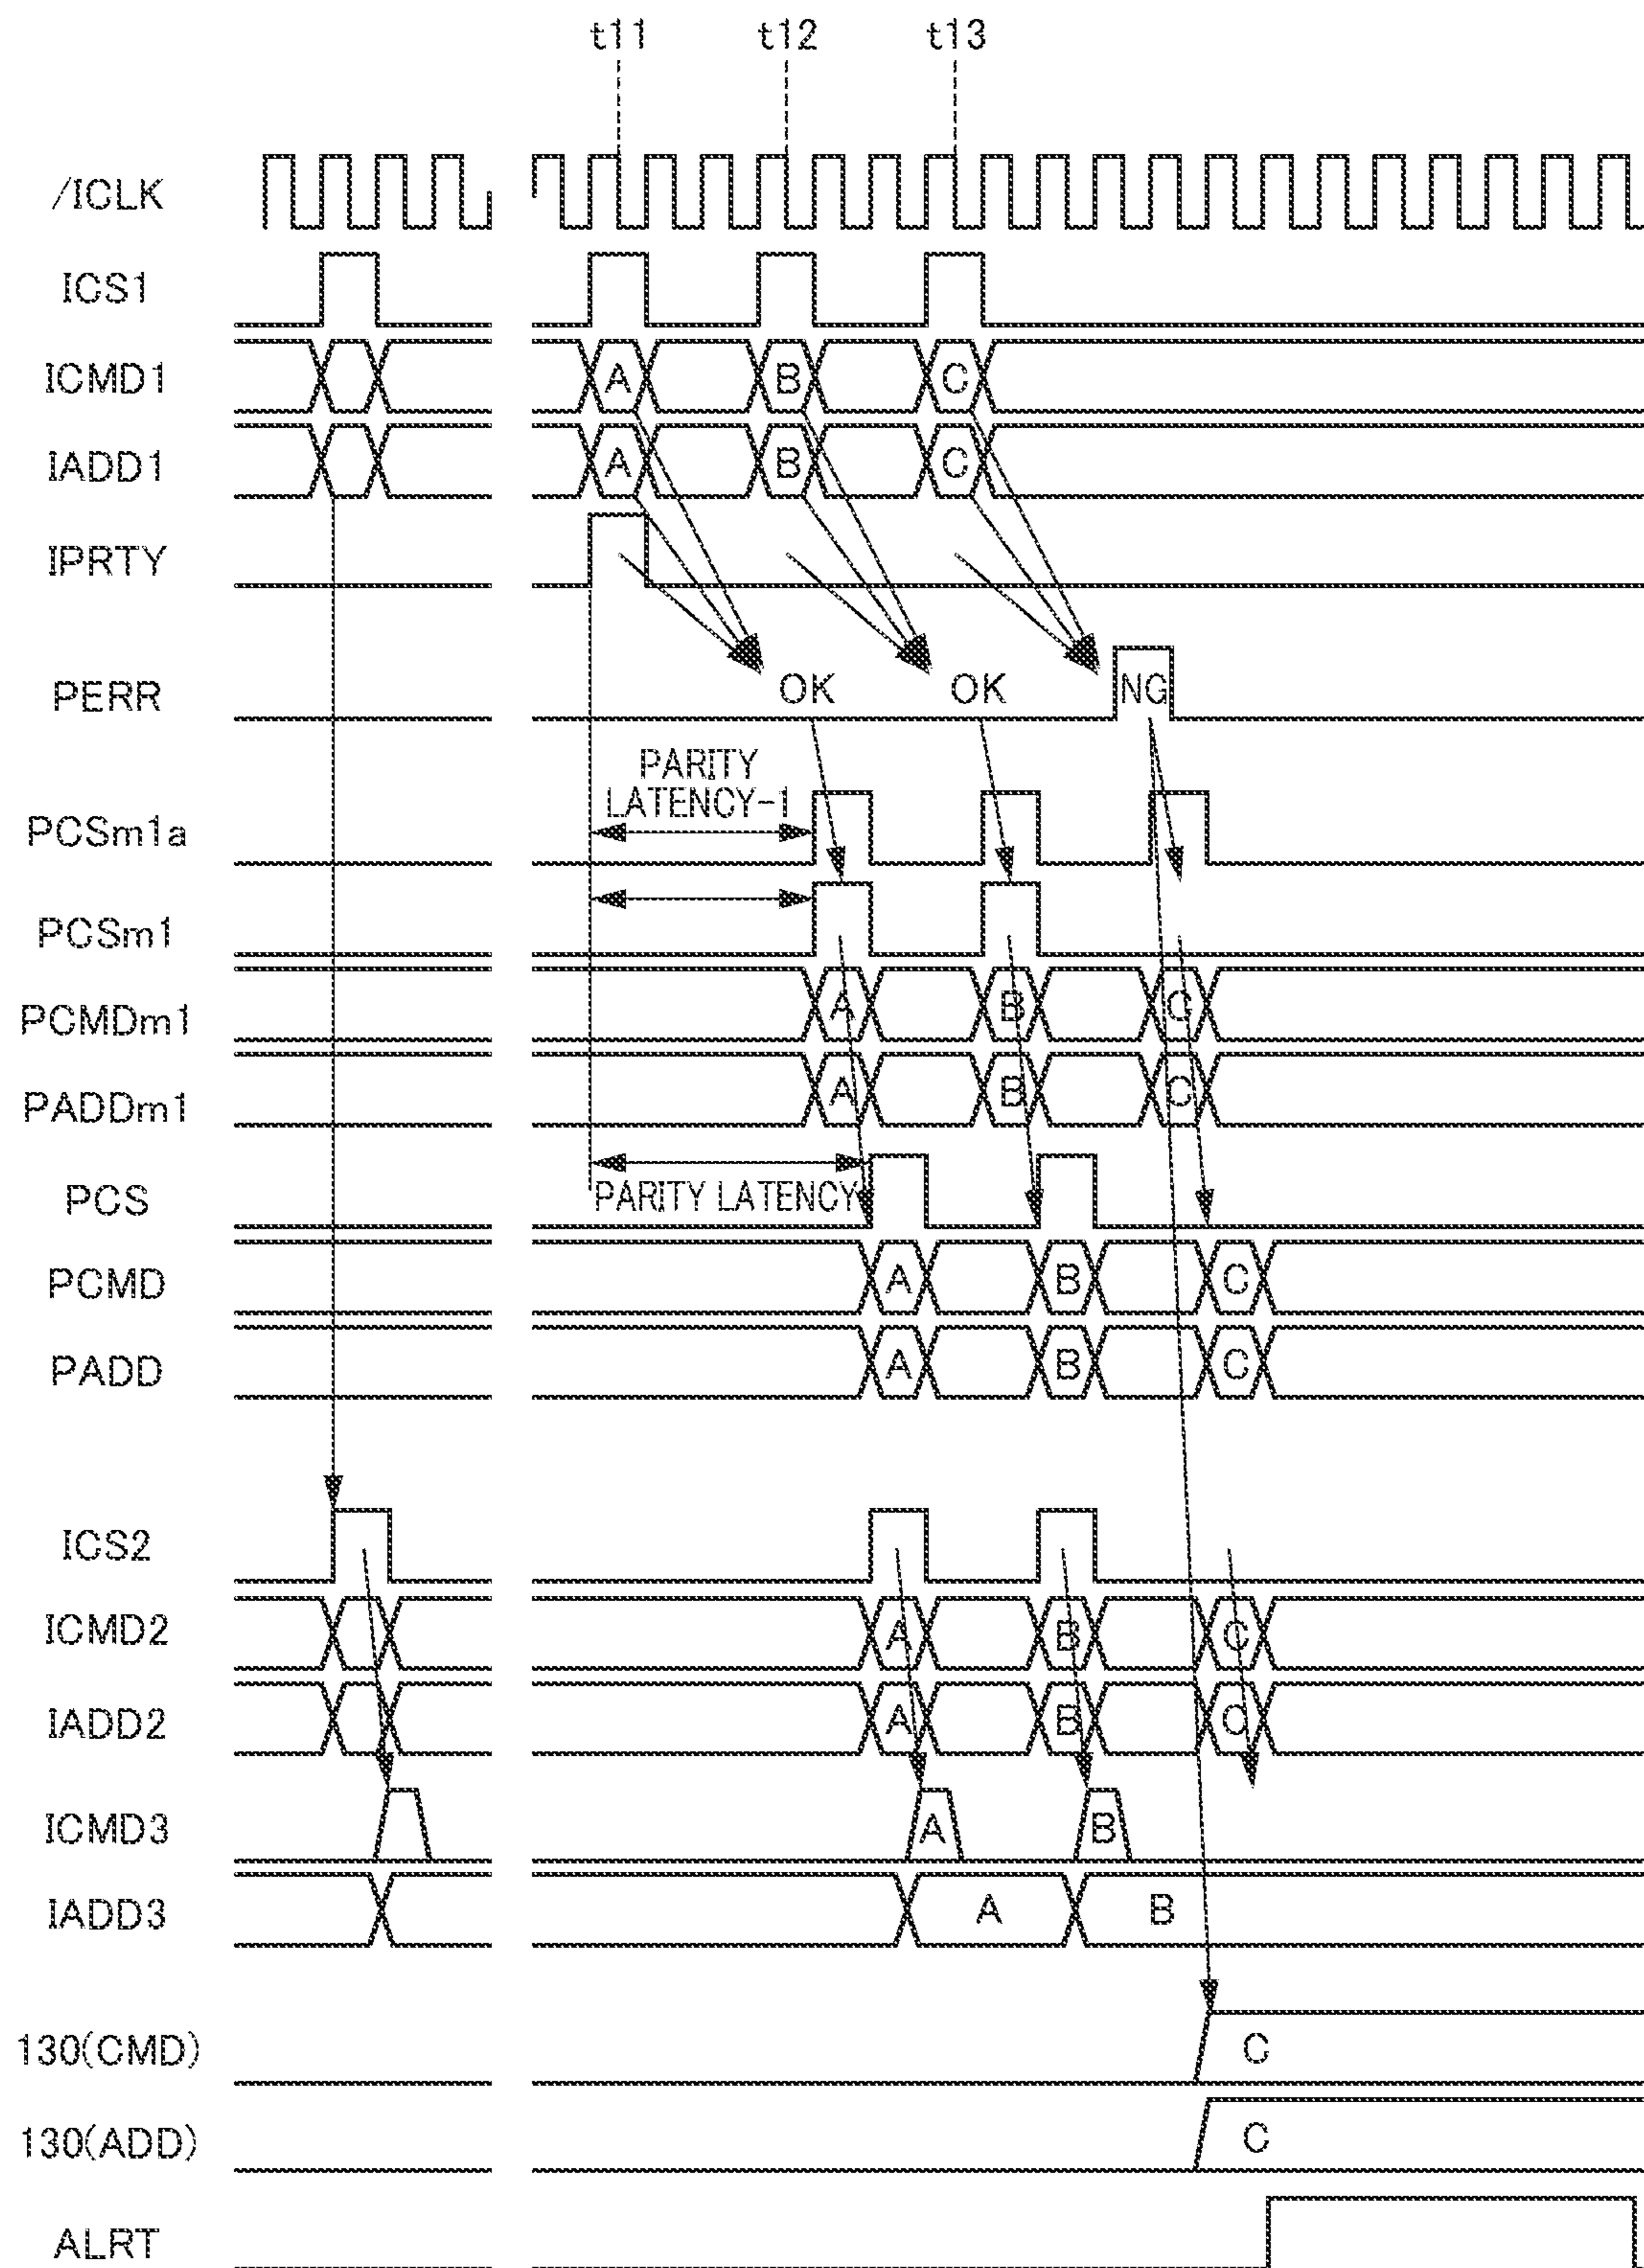 t11 t12 t13
/ICLK
ICS1
ICMD1 A B C
IADD1 A B C
IPRTY
PERR OK OK NG
PARITY
LATENCY-1
PCSm1a
PCSm1
PCMDm1 A B C
PADDm1 A B C
PCS PARITY LATENCY
PCMD A B C
PADD A B C
ICS2
ICMD2 A B C
IADD2 A B C
ICMD3 A B
IADD3 A B
130(CMD) C
130(ADD) C
ALRT